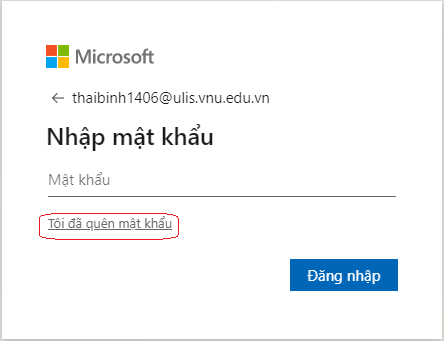 Microsoft
← thaibinh1406@ulis.vnu.edu.vn
Nhập mật khẩu
Mật khẩu
Tôi đã quên mật khẩu
Đăng nhập